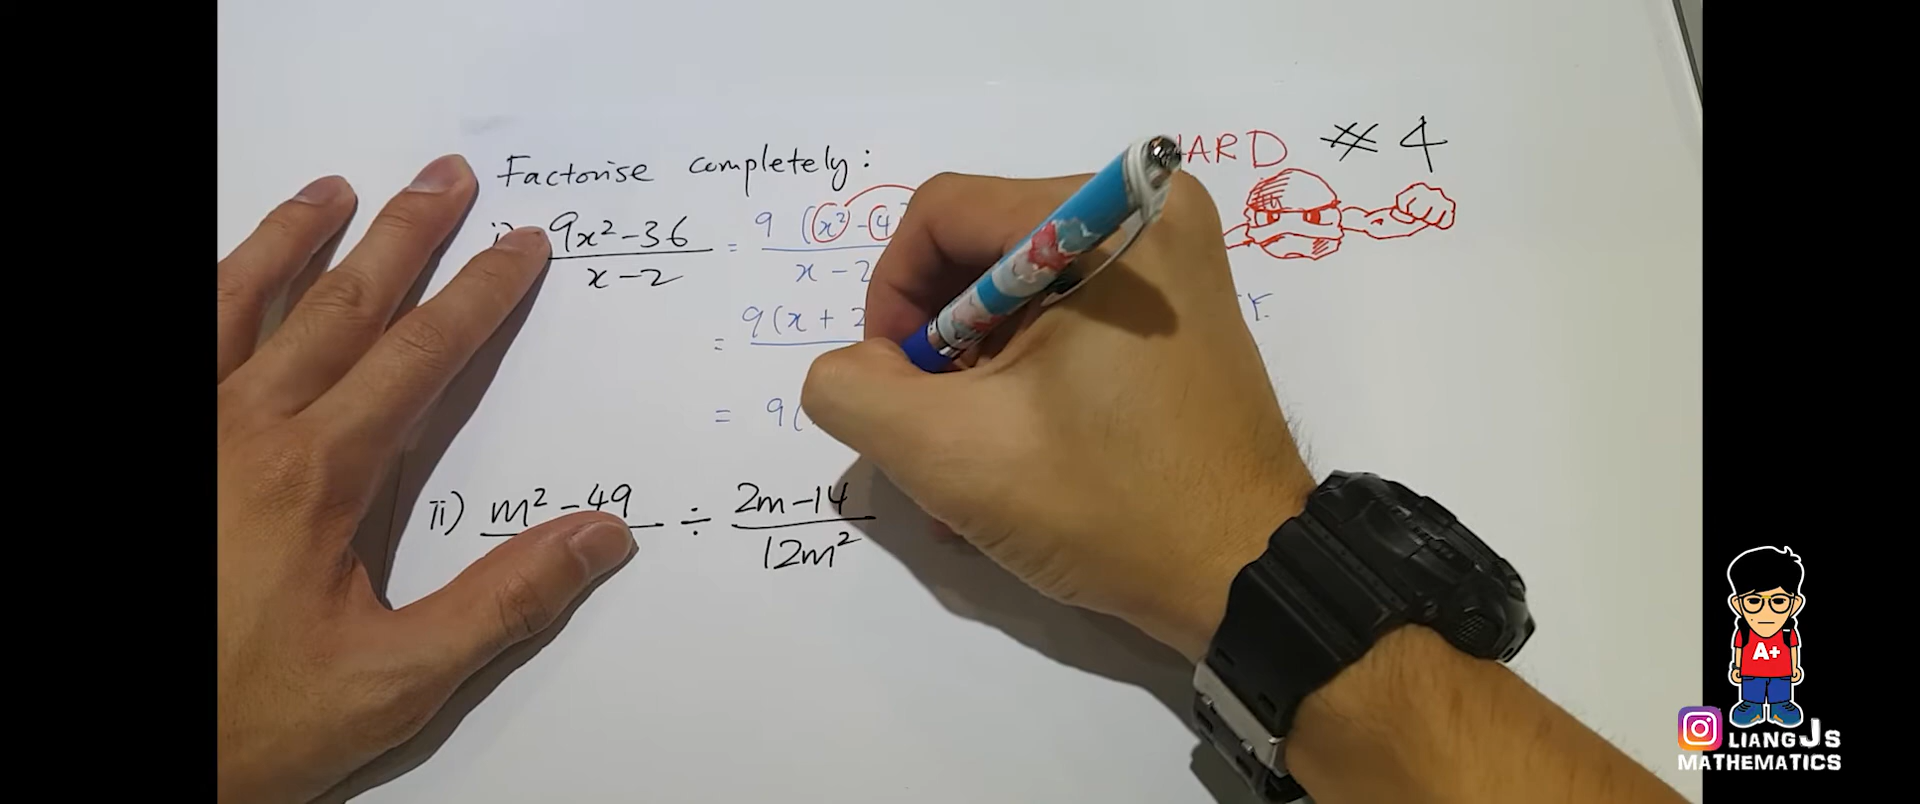 HARD # 4
Factorise completely:
i) 9x² - 36 / x - 2 = 9 (x² - 4 / x - 2
= 9(x + 2
= 9(
ii) m² - 49 ÷ 2m - 14 / 12m²
A+
LIANGJS
MATHEMATICS